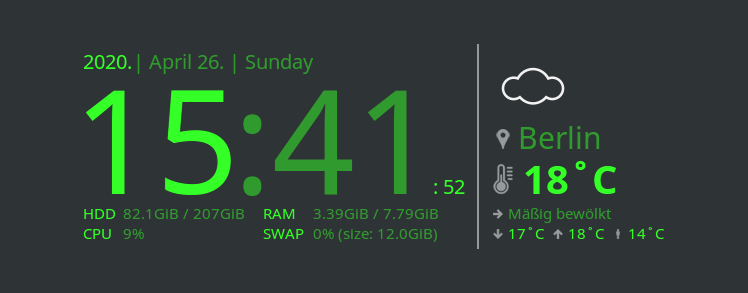 2020. | April 26. | Sunday
15:41 : 52
HDD 82.1GiB / 207GiB RAM 3.39GiB / 7.79GiB
CPU 9% SWAP 0% (size: 12.0GiB)
Berlin
18°C
Mäßig bewölkt
17°C 18°C 14°C